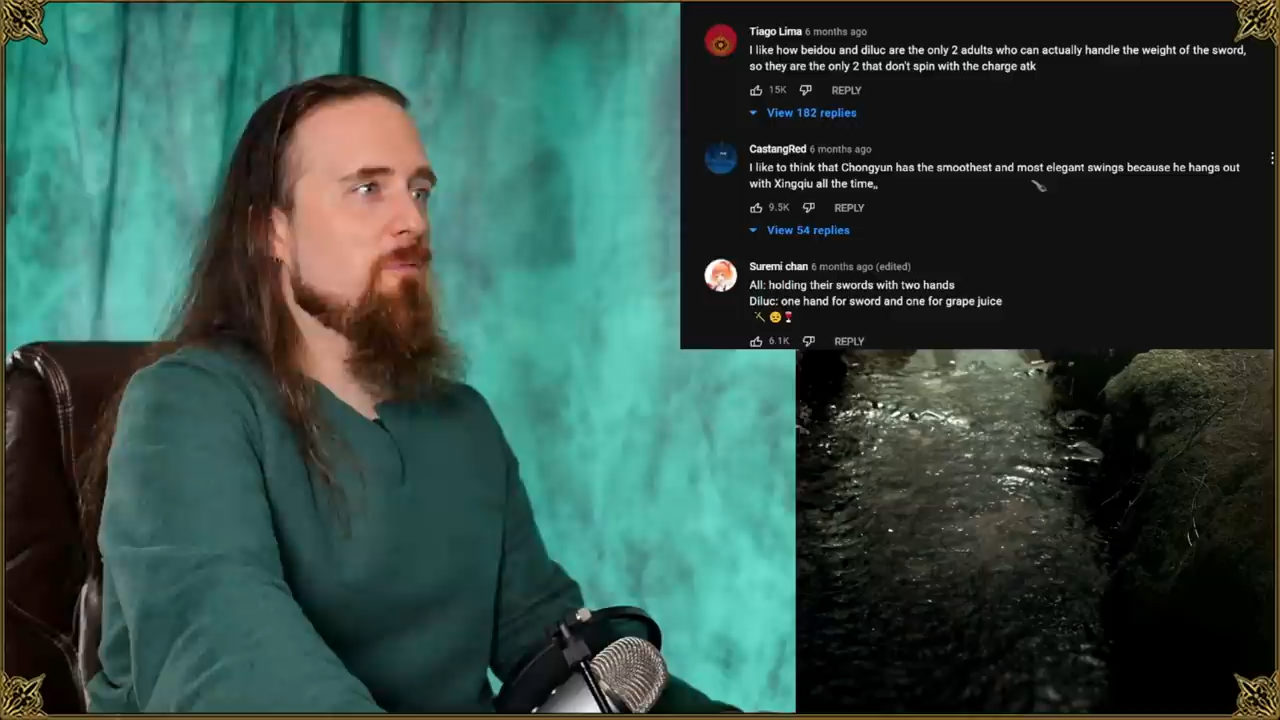 Tiago Lima 6 months ago
I like how beidou and diluc are the only 2 adults who can actually handle the weight of the sword,
so they are the only 2 that don't spin with the charge atk
15K REPLY
View 182 replies
CastangRed 6 months ago
I like to think that Chongyun has the smoothest and most elegant swings because he hangs out
with Xingqiu all the time,,
9.5K REPLY
View 54 replies
Suremi chan 6 months ago (edited)
All: holding their swords with two hands
Diluc: one hand for sword and one for grape juice
6.1K REPLY